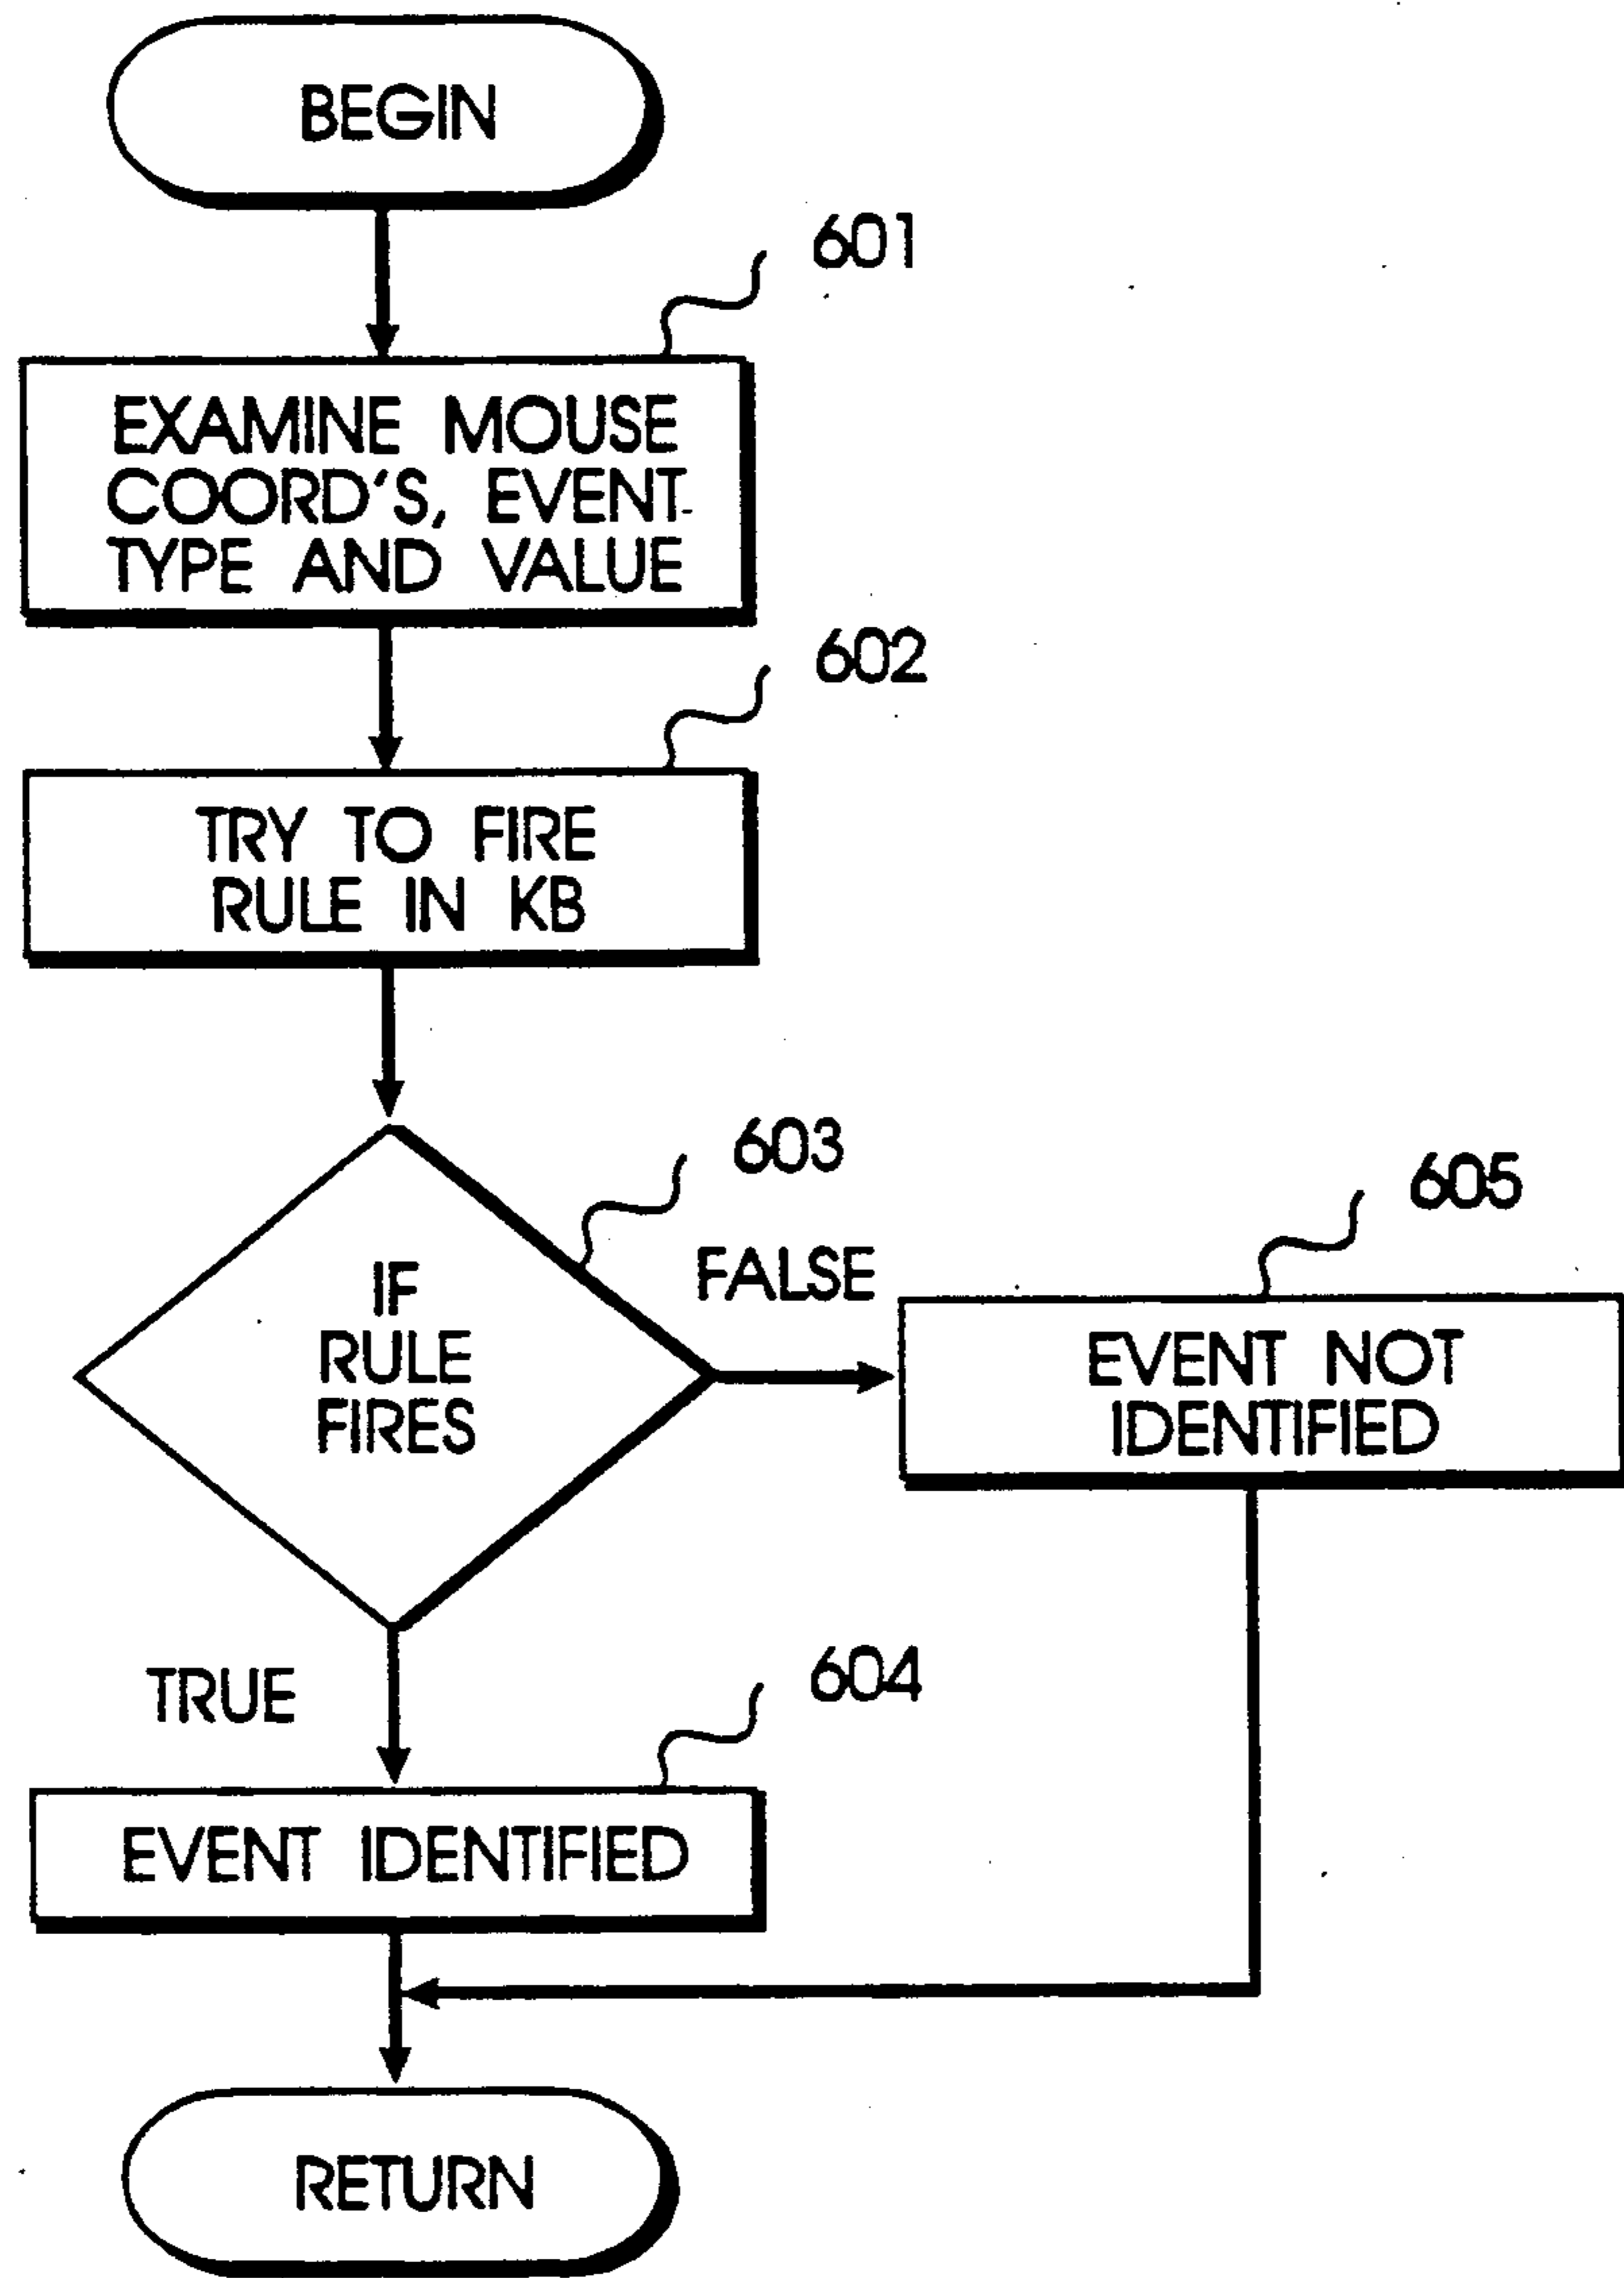 BEGIN
601
EXAMINE MOUSE
COORD'S, EVENT-
TYPE AND VALUE
602
TRY TO FIRE
RULE IN KB
603
IF
RULE
FIRES
FALSE
605
EVENT NOT
IDENTIFIED
TRUE
604
EVENT IDENTIFIED
RETURN